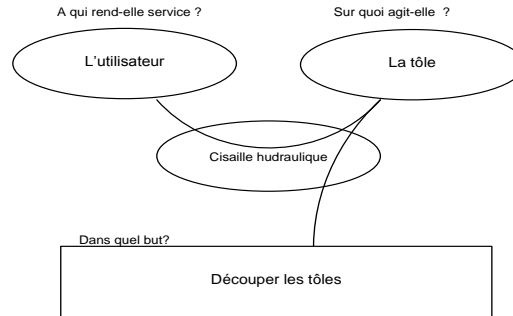 A qui rend-elle service ?
Sur quoi agit-elle ?
L'utilisateur
La tôle
Cisaille hudraulique
Dans quel but?
Découper les tôles